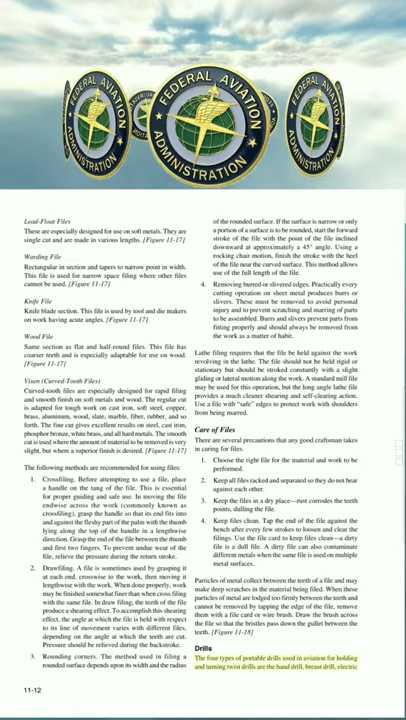 FEDERAL AVIATION
ADMINISTRATION
FEDERAL AVIATION
ADMINISTRATION
FEDERAL AVIATION
ADMINISTRATION
Lead-Float Files
These are especially designed for use on soft metals. They are
single cut and are made in various lengths. [Figure 11-17]
Warding File
Rectangular in section and tapers to narrow point in width.
This file is used for narrow space filing where other files
cannot be used. [Figure 11-17]
Knife File
Knife blade section. This file is used by tool and die makers
on work having acute angles. [Figure 11-17]
Wood File
Same section as flat and half-round files. This file has
coarser teeth and is especially adaptable for use on wood.
[Figure 11-17]
Vixen (Curved-Tooth Files)
Curved-tooth files are especially designed for rapid filing
and smooth finish on soft metals and wood. The regular cut
is adapted for tough work on cast iron, soft steel, copper,
brass, aluminum, wood, slate, marble, fiber, rubber, and so
forth. The fine cut gives excellent results on steel, cast iron,
phosphor bronze, white brass, and all hard metals. The smooth
cut is used where the amount of material to be removed is very
slight, but where a superior finish is desired. [Figure 11-17]
The following methods are recommended for using files:
1. Crossfiling. Before attempting to use a file, place
a handle on the tang of the file. This is essential
for proper guiding and safe use. In moving the file
endwise across the work (commonly known as
crossfiling), grasp the handle so that its end fits into
and against the fleshy part of the palm with the thumb
lying along the top of the handle in a lengthwise
direction. Grasp the end of the file between the thumb
and first two fingers. To prevent undue wear of the
file, relieve the pressure during the return stroke.
2. Drawfiling. A file is sometimes used by grasping it
at each end, crosswise to the work, then moving it
lengthwise with the work. When done properly, work
may be finished somewhat finer than when cross filing
with the same file. In draw filing, the teeth of the file
produce a shearing effect. To accomplish this shearing
effect, the angle at which the file is held with respect
to its line of movement varies with different files,
depending on the angle at which the teeth are cut.
Pressure should be relieved during the backstroke.
3. Rounding corners. The method used in filing a
rounded surface depends upon its width and the radius
of the rounded surface. If the surface is narrow or only
a portion of a surface is to be rounded, start the forward
stroke of the file with the point of the file inclined
downward at approximately a 45° angle. Using a
rocking chair motion, finish the stroke with the heel
of the file near the curved surface. This method allows
use of the full length of the file.
4. Removing burred or slivered edges. Practically every
cutting operation on sheet metal produces burrs or
slivers. These must be removed to avoid personal
injury and to prevent scratching and marring of parts
to be assembled. Burrs and slivers prevent parts from
fitting properly and should always be removed from
the work as a matter of habit.
Lathe filing requires that the file be held against the work
revolving in the lathe. The file should not be held rigid or
stationary but should be stroked constantly with a slight
gliding or lateral motion along the work. A standard mill file
may be used for this operation, but the long angle lathe file
provides a much cleaner shearing and self-clearing action.
Use a file with “safe” edges to protect work with shoulders
from being marred.
Care of Files
There are several precautions that any good craftsman takes
in caring for files.
1. Choose the right file for the material and work to be
performed.
2. Keep all files racked and separated so they do not bear
against each other.
3. Keep the files in a dry place—rust corrodes the teeth
points, dulling the file.
4. Keep files clean. Tap the end of the file against the
bench after every few strokes to loosen and clear the
filings. Use the file card to keep files clean—a dirty
file is a dull file. A dirty file can also contaminate
different metals when the same file is used on multiple
metal surfaces.
Particles of metal collect between the teeth of a file and may
make deep scratches in the material being filed. When these
particles of metal are lodged too firmly between the teeth and
cannot be removed by tapping the edge of the file, remove
them with a file card or wire brush. Draw the brush across
the file so that the bristles pass down the gullet between the
teeth. [Figure 11-18]
Drills
The four types of portable drills used in aviation for holding
and turning twist drills are the hand drill, breast drill, electric
11-12